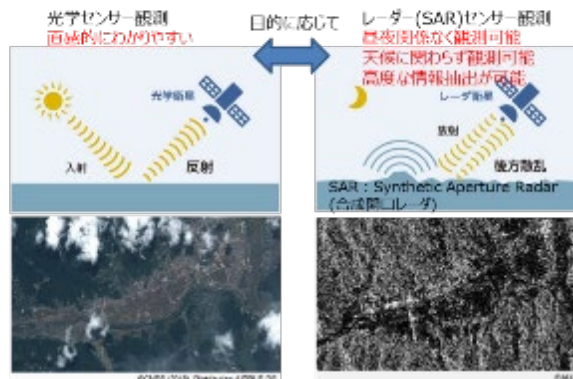 光学センサー観測
直感的にわかりやすい
目的に応じて
レーダー(SAR)センサー観測
昼夜関係なく観測可能
天候に関わらず観測可能
高度な情報抽出が可能
光学衛星
入射
反射
レーダ衛星
放射
後方散乱
SAR : Synthetic Aperture Radar
(合成開口レーダ)